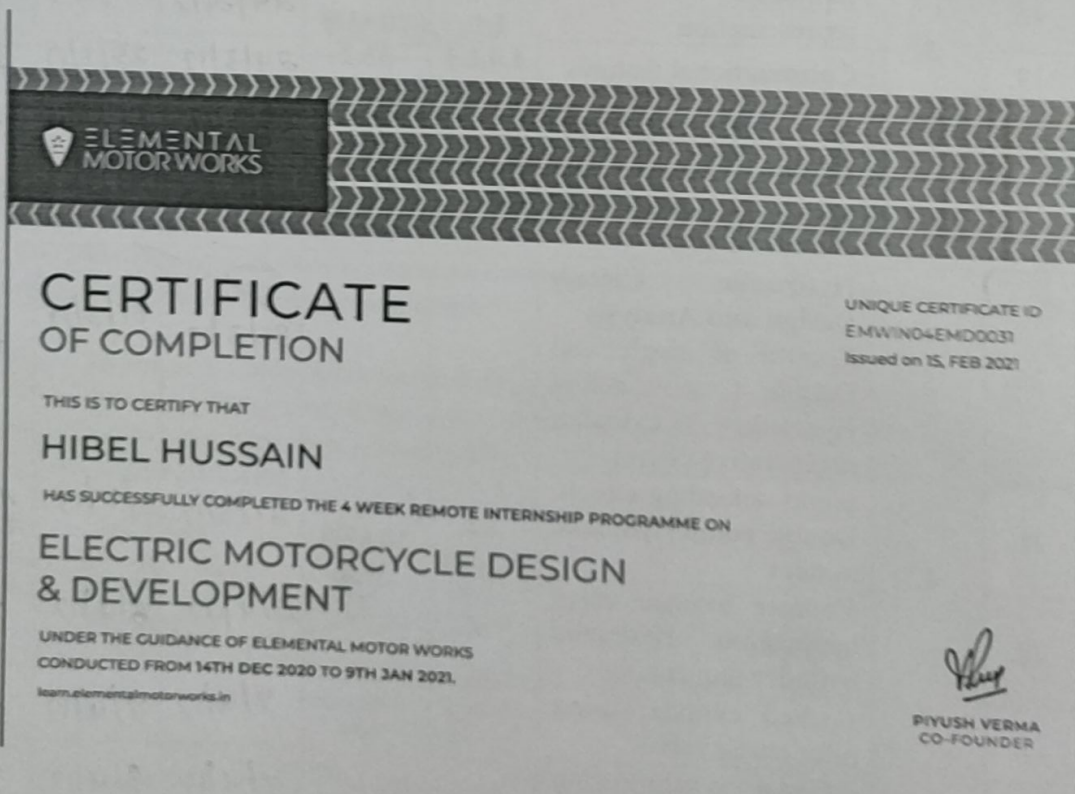 ELEMENTAL
MOTOR WORKS
CERTIFICATE
OF COMPLETION
UNIQUE CERTIFICATE ID
EMWIN04EMD0031
Issued on 15, FEB 2021
THIS IS TO CERTIFY THAT
HIBEL HUSSAIN
HAS SUCCESSFULLY COMPLETED THE 4 WEEK REMOTE INTERNSHIP PROGRAMME ON
ELECTRIC MOTORCYCLE DESIGN
& DEVELOPMENT
UNDER THE GUIDANCE OF ELEMENTAL MOTOR WORKS
CONDUCTED FROM 14TH DEC 2020 TO 9TH JAN 2021.
learn.elementalmotorworks.in
PIYUSH VERMA
CO-FOUNDER